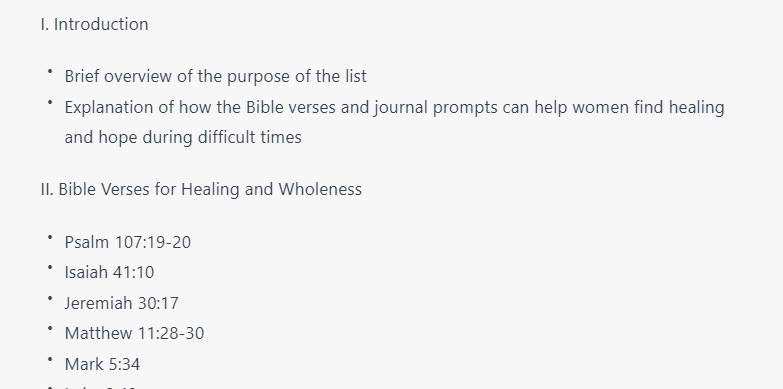 I. Introduction
• Brief overview of the purpose of the list
• Explanation of how the Bible verses and journal prompts can help women find healing
and hope during difficult times
II. Bible Verses for Healing and Wholeness
• Psalm 107:19-20
• Isaiah 41:10
• Jeremiah 30:17
• Matthew 11:28-30
• Mark 5:34